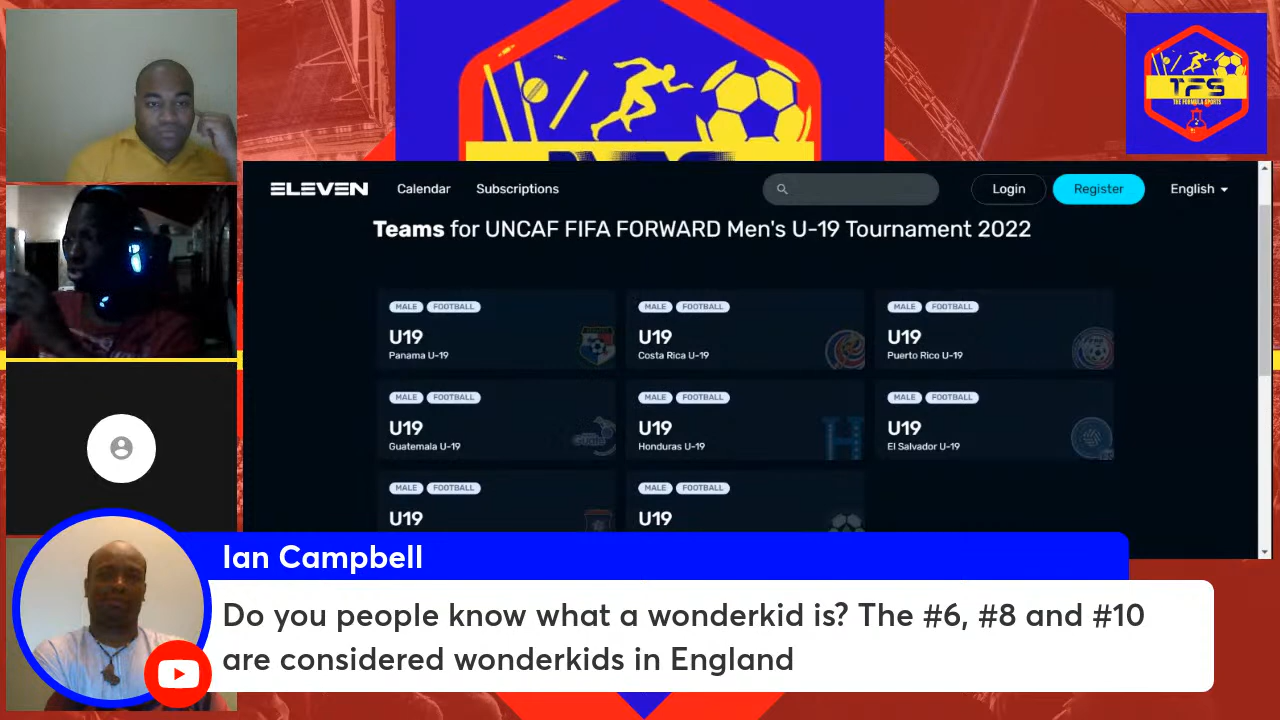 TFS
THE FORMULA SPORTS
ELEVEN
Calendar
Subscriptions
Login
Register
English
Teams for UNCAF FIFA FORWARD Men's U-19 Tournament 2022
MALE FOOTBALL
U19
Panama U-19
MALE FOOTBALL
U19
Costa Rica U-19
MALE FOOTBALL
U19
Puerto Rico U-19
MALE FOOTBALL
U19
Guatemala U-19
MALE FOOTBALL
U19
Honduras U-19
MALE FOOTBALL
U19
El Salvador U-19
MALE FOOTBALL
U19
MALE FOOTBALL
U19
Ian Campbell
Do you people know what a wonderkid is? The #6, #8 and #10
are considered wonderkids in England